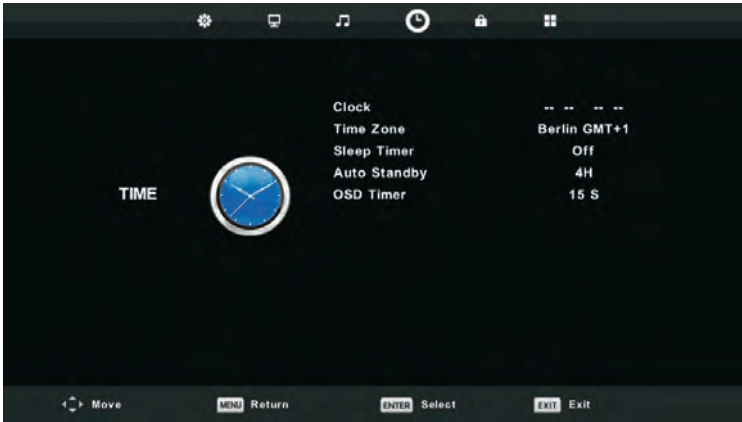 Clock -- -- -- --
Time Zone Berlin GMT+1
Sleep Timer Off
Auto Standby 4H
TIME
OSD Timer 15 S
Move MENU Return ENTER Select EXIT Exit